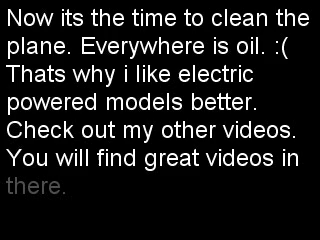 Now its the time to clean the
plane. Everywhere is oil. :(
Thats why i like electric
powered models better.
Check out my other videos.
You will find great videos in
there.